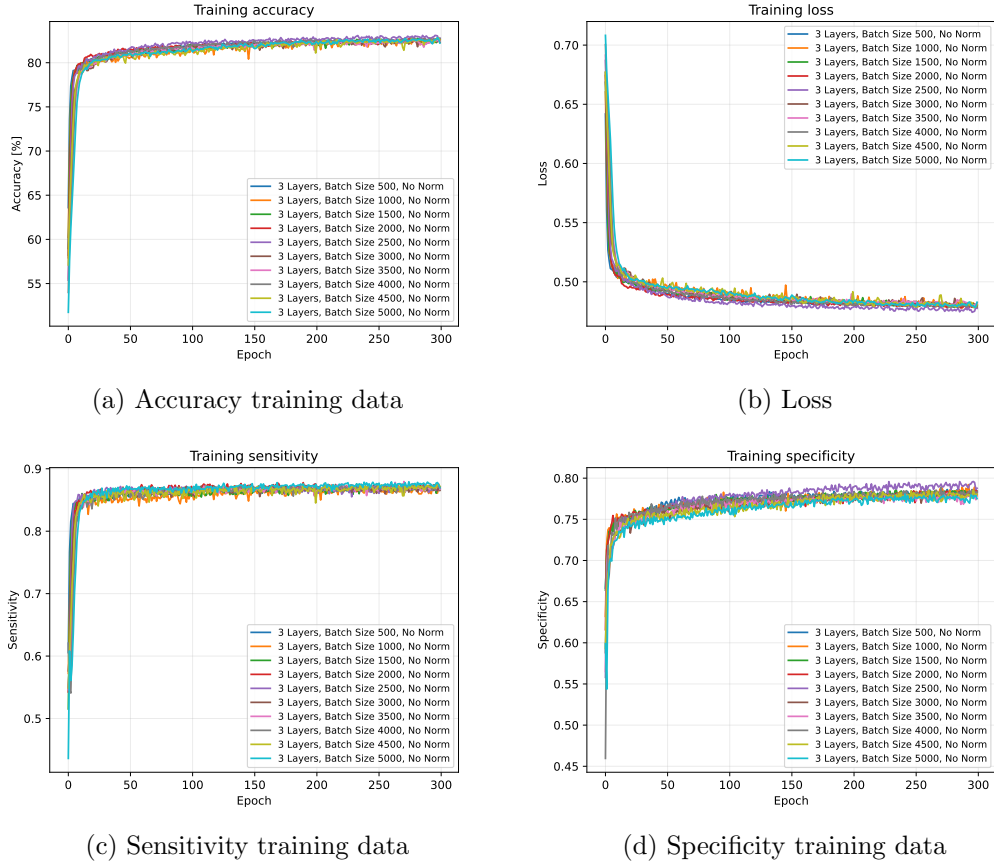 Training accuracy
Accuracy [%]
80
75
70
65
60
55
3 Layers, Batch Size 500, No Norm
3 Layers, Batch Size 1000, No Norm
3 Layers, Batch Size 1500, No Norm
3 Layers, Batch Size 2000, No Norm
3 Layers, Batch Size 2500, No Norm
3 Layers, Batch Size 3000, No Norm
3 Layers, Batch Size 3500, No Norm
3 Layers, Batch Size 4000, No Norm
3 Layers, Batch Size 4500, No Norm
3 Layers, Batch Size 5000, No Norm
0 50 100 150 200 250 300
Epoch
(a) Accuracy training data
Training loss
Loss
0.70
0.65
0.60
0.55
0.50
3 Layers, Batch Size 500, No Norm
3 Layers, Batch Size 1000, No Norm
3 Layers, Batch Size 1500, No Norm
3 Layers, Batch Size 2000, No Norm
3 Layers, Batch Size 2500, No Norm
3 Layers, Batch Size 3000, No Norm
3 Layers, Batch Size 3500, No Norm
3 Layers, Batch Size 4000, No Norm
3 Layers, Batch Size 4500, No Norm
3 Layers, Batch Size 5000, No Norm
0 50 100 150 200 250 300
Epoch
(b) Loss
Training sensitivity
Sensitivity
0.9
0.8
0.7
0.6
0.5
3 Layers, Batch Size 500, No Norm
3 Layers, Batch Size 1000, No Norm
3 Layers, Batch Size 1500, No Norm
3 Layers, Batch Size 2000, No Norm
3 Layers, Batch Size 2500, No Norm
3 Layers, Batch Size 3000, No Norm
3 Layers, Batch Size 3500, No Norm
3 Layers, Batch Size 4000, No Norm
3 Layers, Batch Size 4500, No Norm
3 Layers, Batch Size 5000, No Norm
0 50 100 150 200 250 300
Epoch
(c) Sensitivity training data
Training specificity
Specificity
0.80
0.75
0.70
0.65
0.60
0.55
0.50
0.45
3 Layers, Batch Size 500, No Norm
3 Layers, Batch Size 1000, No Norm
3 Layers, Batch Size 1500, No Norm
3 Layers, Batch Size 2000, No Norm
3 Layers, Batch Size 2500, No Norm
3 Layers, Batch Size 3000, No Norm
3 Layers, Batch Size 3500, No Norm
3 Layers, Batch Size 4000, No Norm
3 Layers, Batch Size 4500, No Norm
3 Layers, Batch Size 5000, No Norm
0 50 100 150 200 250 300
Epoch
(d) Specificity training data